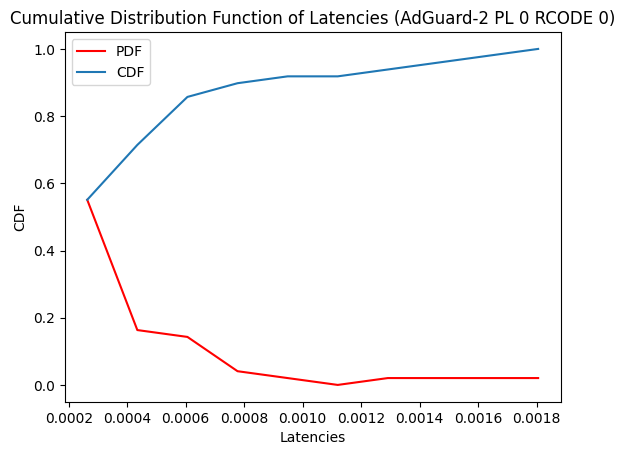 Cumulative Distribution Function of Latencies (AdGuard-2 PL 0 RCODE 0)
PDF
CDF
1.0
0.8
0.6
0.4
0.2
0.0
CDF
0.0002 0.0004 0.0006 0.0008 0.0010 0.0012 0.0014 0.0016 0.0018
Latencies